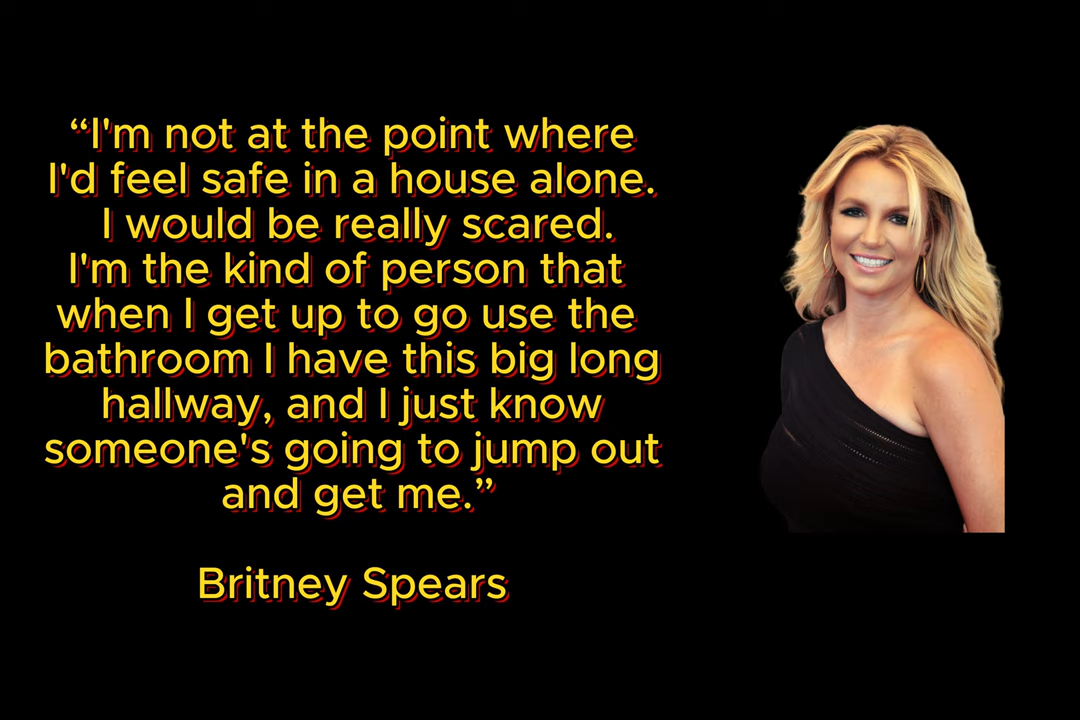 “I'm not at the point where
I'd feel safe in a house alone.
I would be really scared.
I'm the kind of person that
when I get up to go use the
bathroom I have this big long
hallway, and I just know
someone's going to jump out
and get me.”
Britney Spears